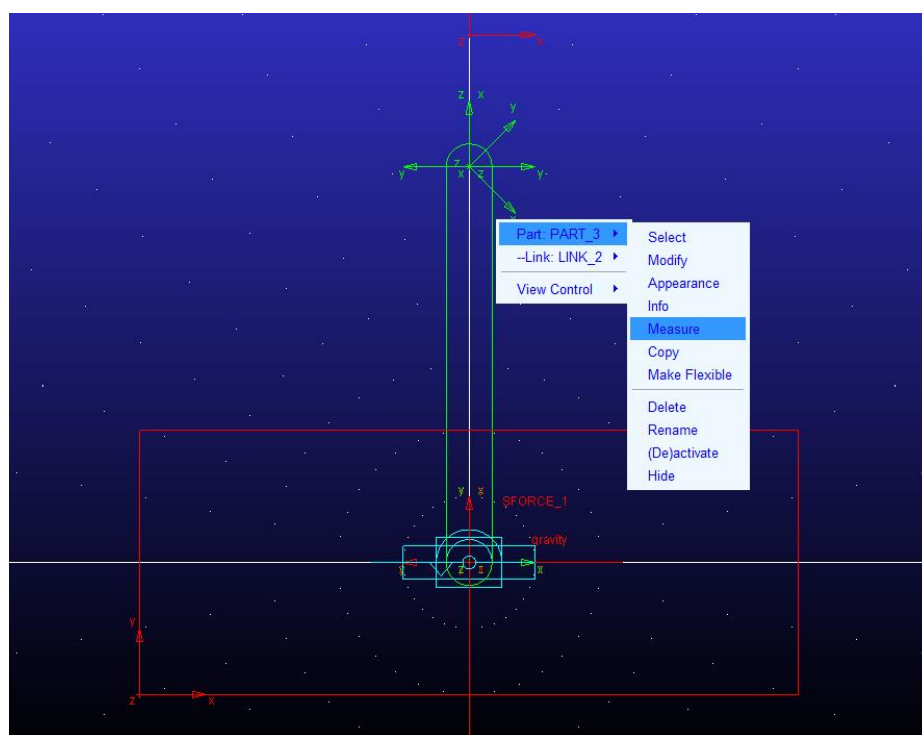 z x
z x
y
y z x z y
x
Part: PART_3
--Link: LINK_2
View Control
Select
Modify
Appearance
Info
Measure
Copy
Make Flexible
Delete
Rename
(De)activate
Hide
y z SFORCE_1
gravity
x z z x
y
z x